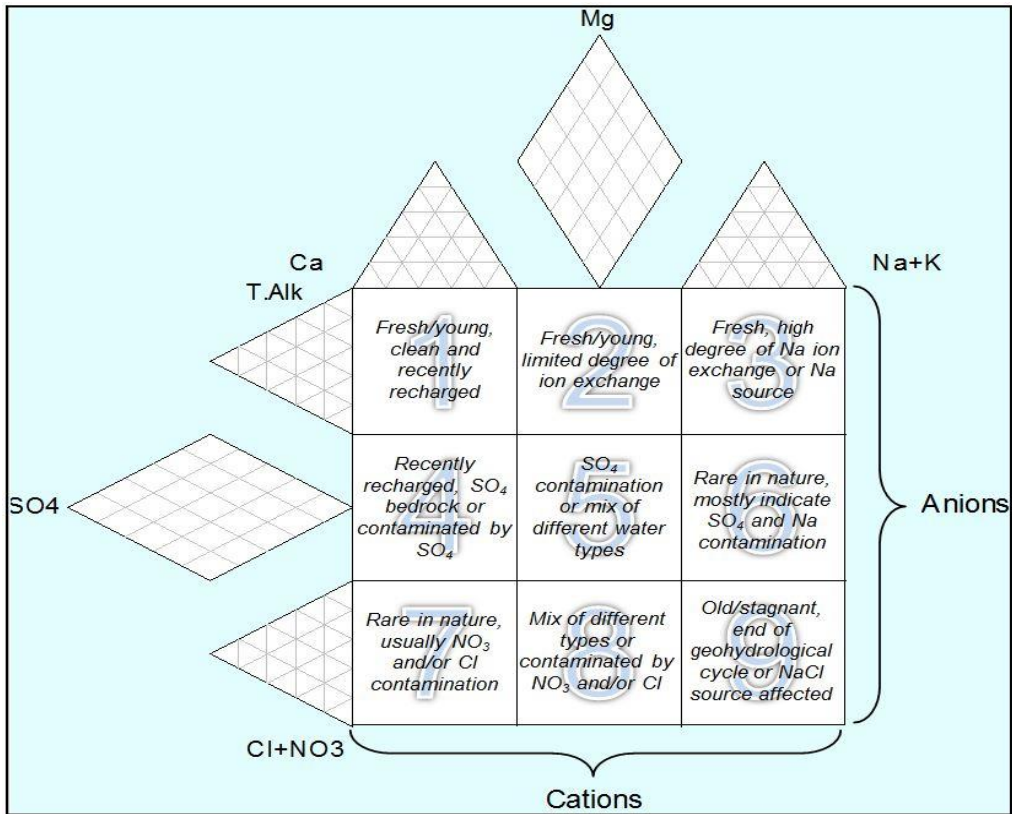 Mg
Ca
Na+K
T.Alk
1
Fresh/young,
clean and
recently
recharged
2
Fresh/young,
limited degree of
ion exchange
3
Fresh, high
degree of Na ion
exchange or Na
source
SO4
4
Recently
recharged, SO₄
bedrock or
contaminated by
SO₄
5
SO₄
contamination
or mix of
different water
types
6
Rare in nature,
mostly indicate
SO₄ and Na
contamination
Anions
7
Rare in nature,
usually NO₃
and/or Cl
contamination
8
Mix of different
types or
contaminated by
NO₃ and/or Cl
9
Old/stagnant,
end of
geohydrological
cycle or NaCl
source affected
Cl+NO3
Cations